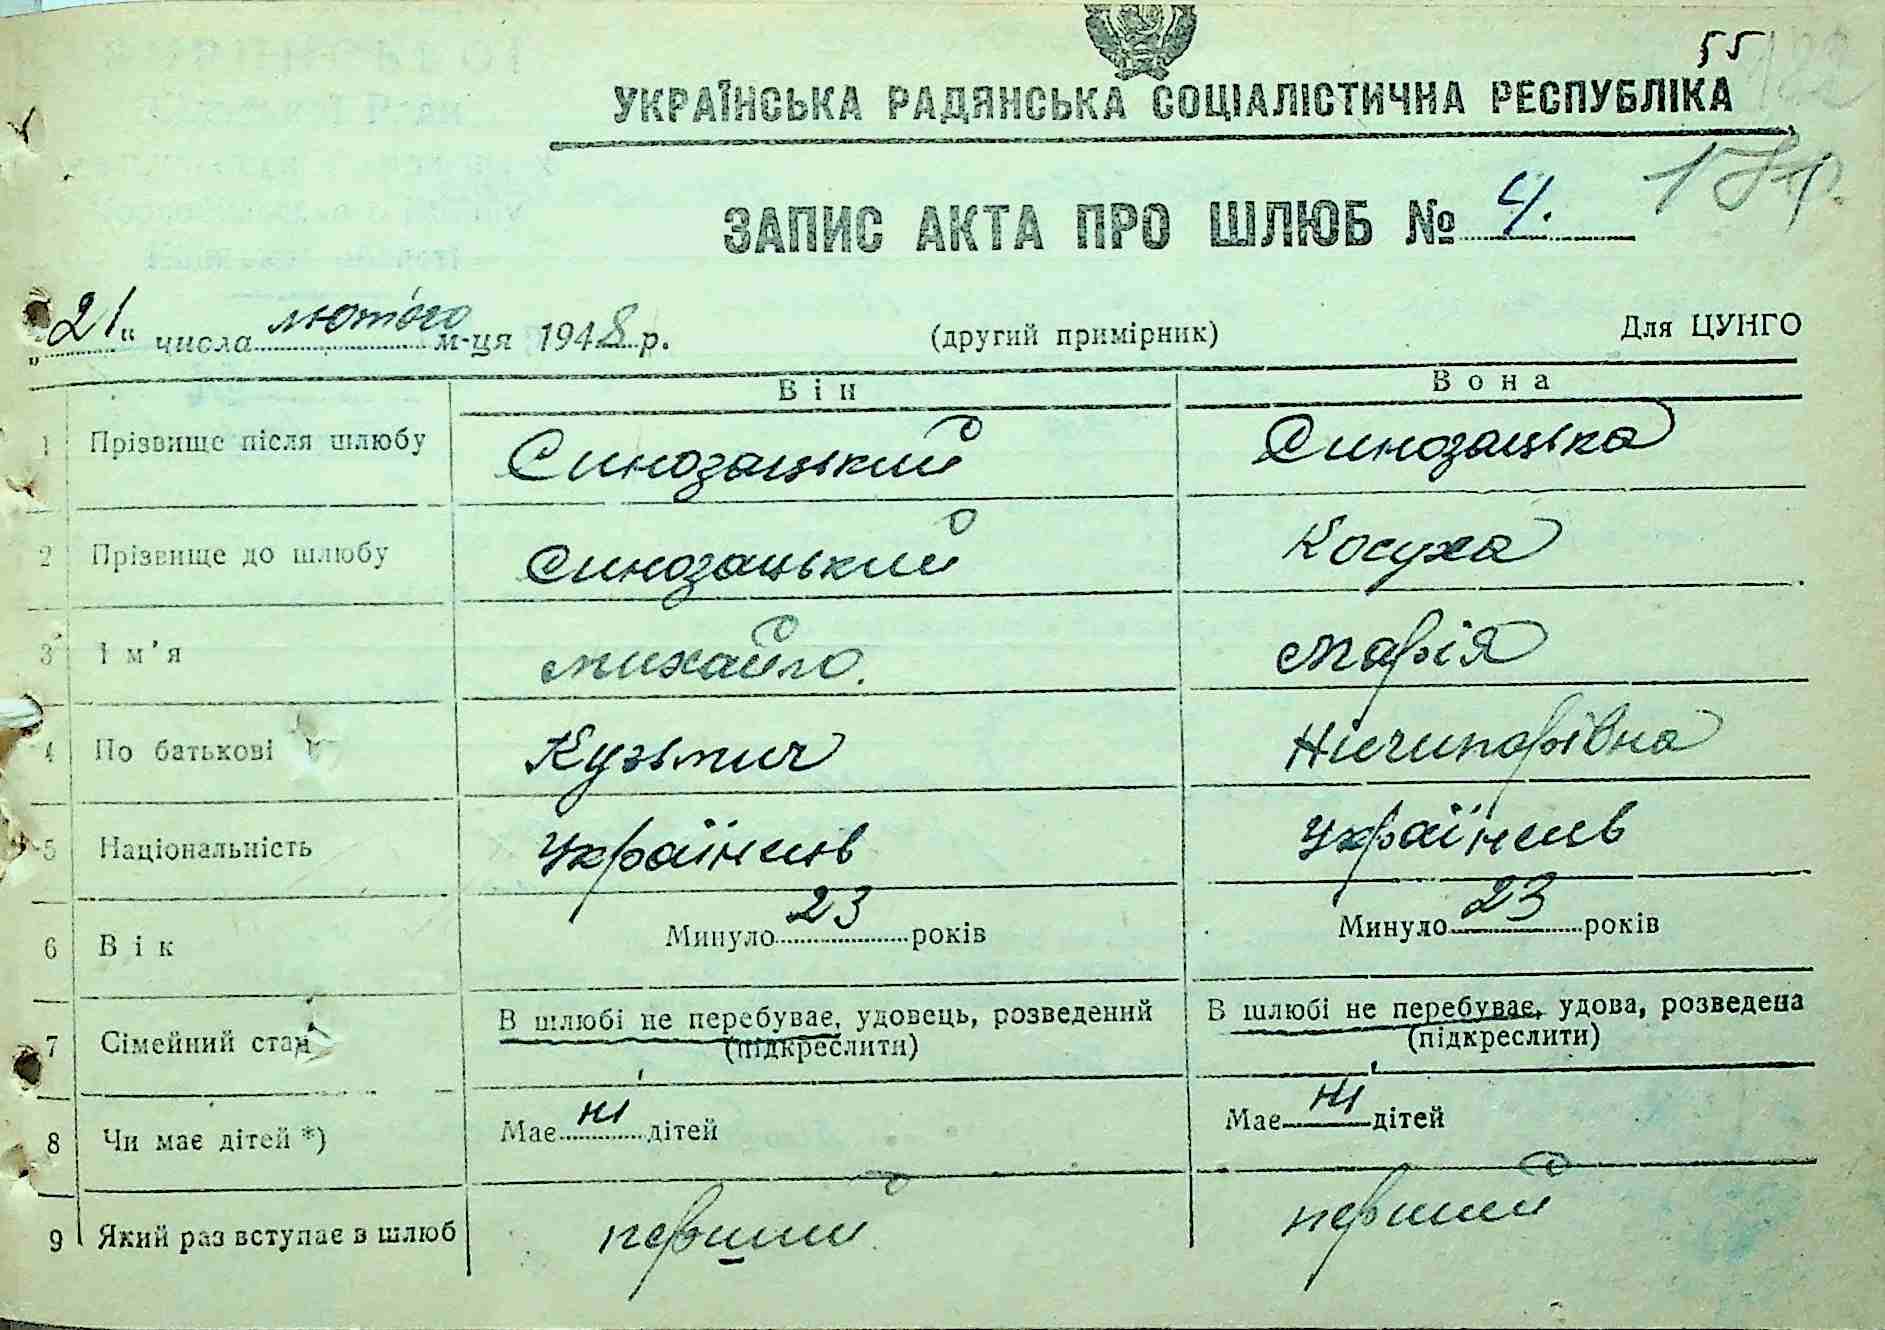 55
УКРАЇНСЬКА РАДЯНСЬКА СОЦІАЛІСТИЧНА РЕСПУБЛІКА
ЗАПИС АКТА ПРО ШЛЮБ № 4.
„21“ числа лютого м-ця 1948 р. (другий примірник) Для ЦУНГО
Він Вона
1 Прізвище після шлюбу Синозацький Синозацька
2 Прізвище до шлюбу Синозацький Косуха
3 Ім'я Михайло. Марія
4 По батькові Кузьмич Ничипорівна
5 Національність Українець Українець
6 Вік Минуло 23 років Минуло 23 років
7 Сімейний стан В шлюбі не перебуває, удовець, розведений В шлюбі не перебуває, удова, розведена
(підкреслити) (підкреслити)
8 Чи має дітей *) Має ні дітей Має ні дітей
9 Який раз вступає в шлюб перший перший